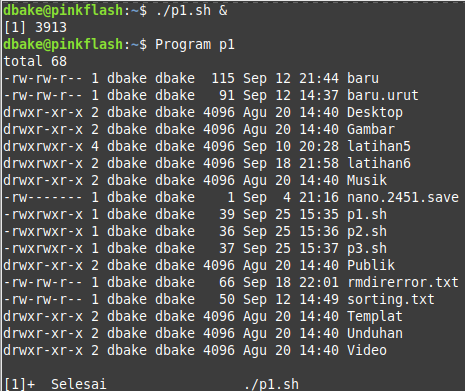 dbake@pinkflash:~$ ./p1.sh &
[1] 3913
dbake@pinkflash:~$ Program p1
total 68
-rw-rw-r-- 1 dbake dbake  115 Sep 12 21:44 baru
-rw-rw-r-- 1 dbake dbake   91 Sep 12 14:37 baru.urut
drwxr-xr-x 2 dbake dbake 4096 Agu 20 14:40 Desktop
drwxr-xr-x 2 dbake dbake 4096 Agu 20 14:40 Gambar
drwxrwxr-x 4 dbake dbake 4096 Sep 10 20:28 latihan5
drwxrwxr-x 2 dbake dbake 4096 Sep 18 21:58 latihan6
drwxr-xr-x 2 dbake dbake 4096 Agu 20 14:40 Musik
-rw------- 1 dbake dbake    1 Sep  4 21:16 nano.2451.save
-rwxrwxr-x 1 dbake dbake   39 Sep 25 15:35 p1.sh
-rwxrwxr-x 1 dbake dbake   36 Sep 25 15:36 p2.sh
-rwxrwxr-x 1 dbake dbake   37 Sep 25 15:37 p3.sh
drwxr-xr-x 2 dbake dbake 4096 Agu 20 14:40 Publik
-rw-rw-r-- 1 dbake dbake   66 Sep 18 22:01 rmdirerror.txt
-rw-rw-r-- 1 dbake dbake   50 Sep 12 14:49 sorting.txt
drwxr-xr-x 2 dbake dbake 4096 Agu 20 14:40 Templat
drwxr-xr-x 2 dbake dbake 4096 Agu 20 14:40 Unduhan
drwxr-xr-x 2 dbake dbake 4096 Agu 20 14:40 Video
[1]+  Selesai                 ./p1.sh